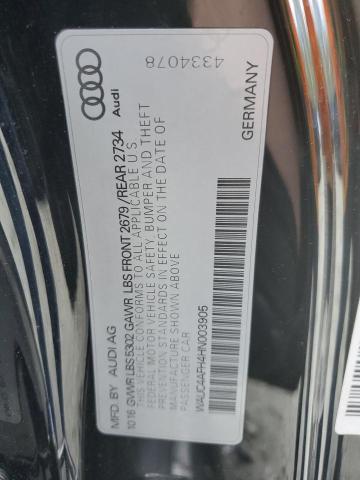 MFD. BY AUDI AG
10.16 GVWR LBS 5302 GAWR LBS FRONT 2679 /REAR 2734
THIS VEHICLE CONFORMS TO ALL APPLICABLE U.S.
FEDERAL MOTOR VEHICLE SAFETY, BUMPER AND THEFT
PREVENTION STANDARDS IN EFFECT ON THE DATE OF
MANUFACTURE SHOWN ABOVE
PASSENGER CAR
WAUC4AFH4HN003905
GERMANY
Audi
4334078